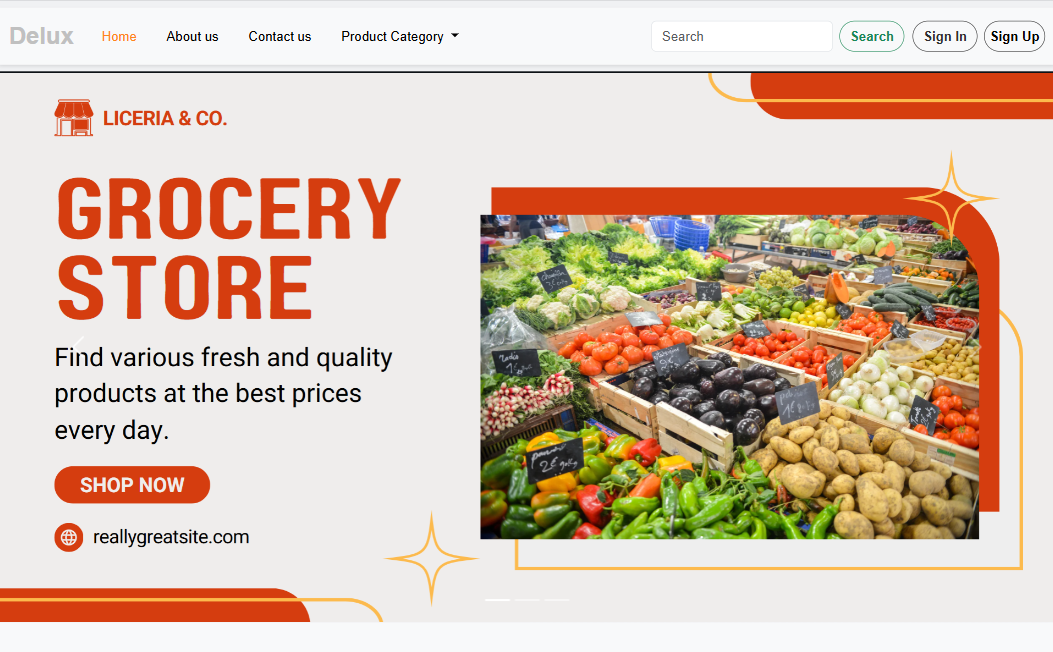 Delux
Home
About us
Contact us
Product Category
Search
Search
Sign In
Sign Up
LICERIA & CO.
GROCERY
STORE
Find various fresh and quality
products at the best prices
every day.
SHOP NOW
reallygreatsite.com